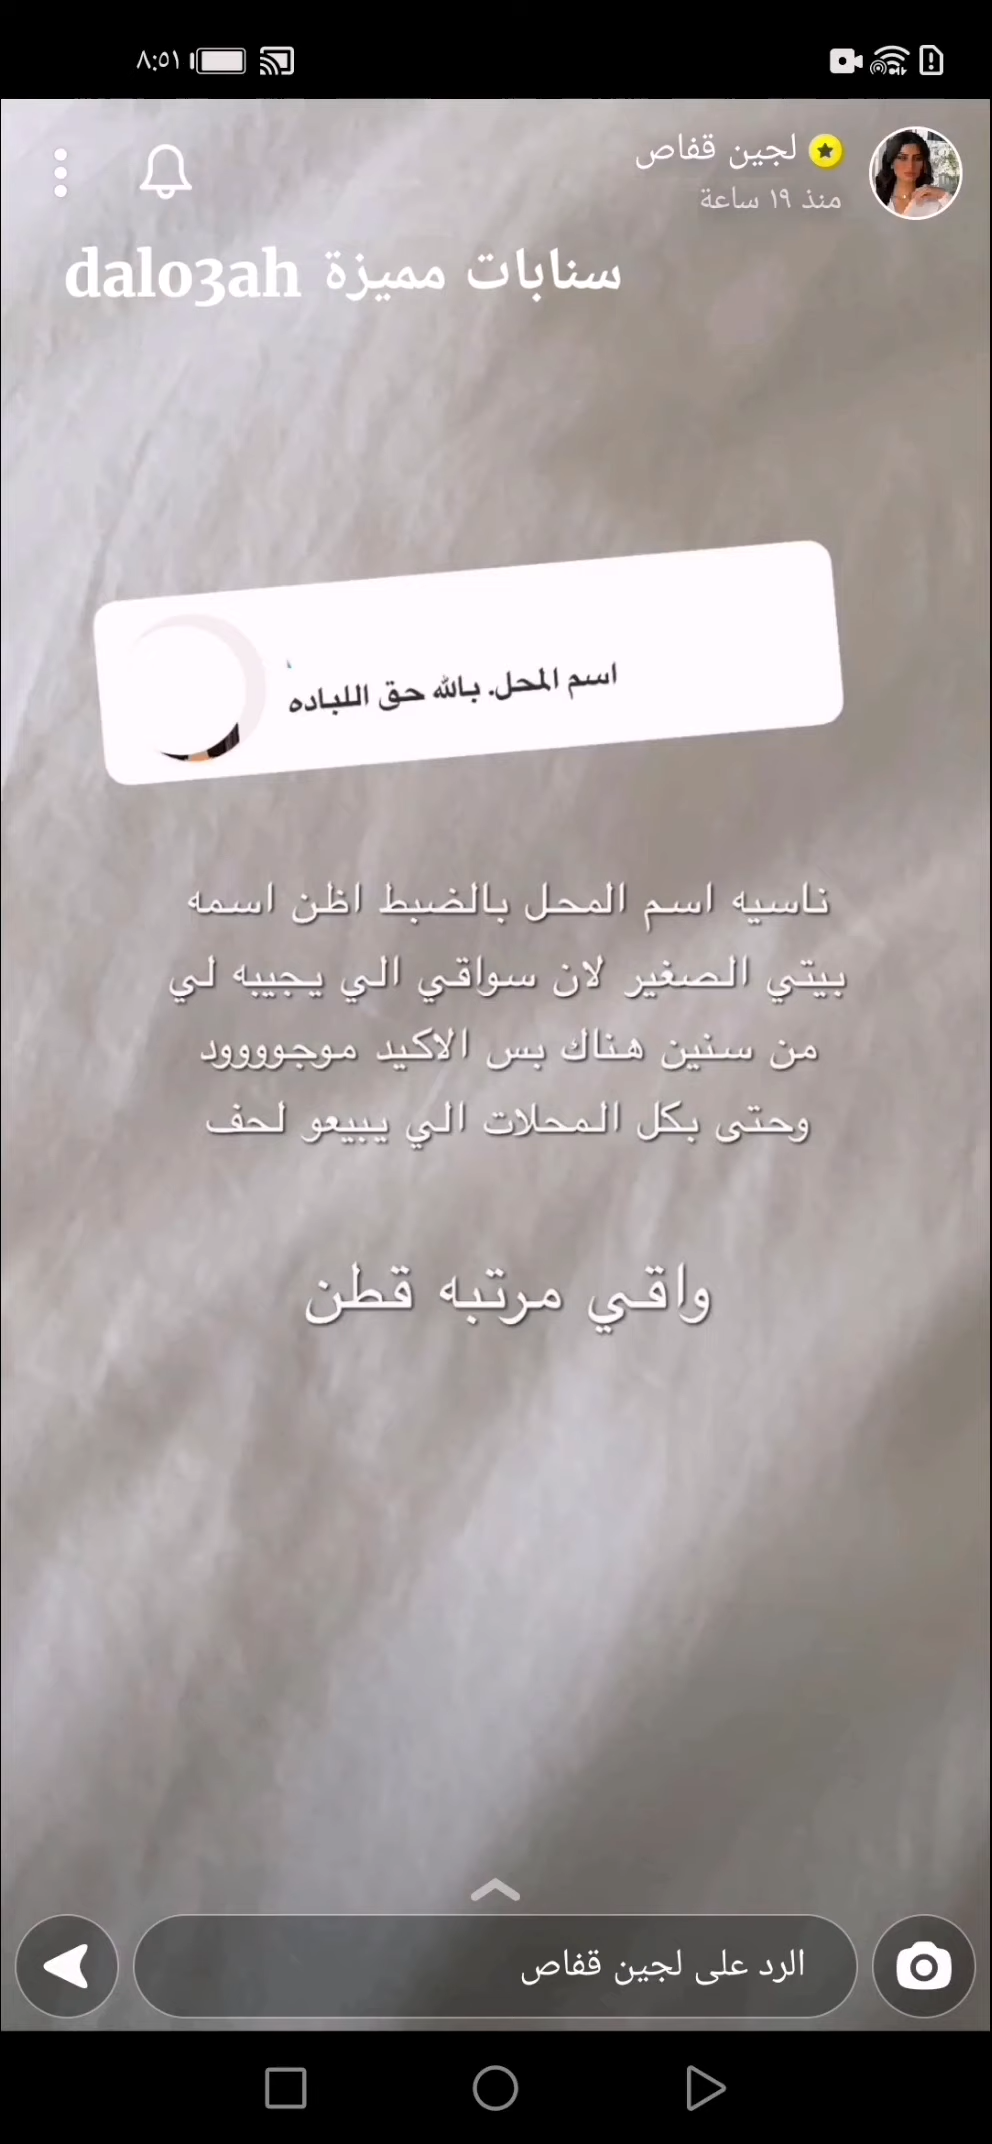 ٨:٥١
لجين قفاص
منذ ١٩ ساعة
سنابات مميزة dalo3ah
اسم المحل. بالله حق اللباده
ناسيه اسم المحل بالضبط اظن اسمه
بيتي الصغير لان سواقي الي يجيبه لي
من سنين هناك بس الاكيد موجوووود
وحتى بكل المحلات الي يبيعو لحف
واقي مرتبه قطن
الرد على لجين قفاص